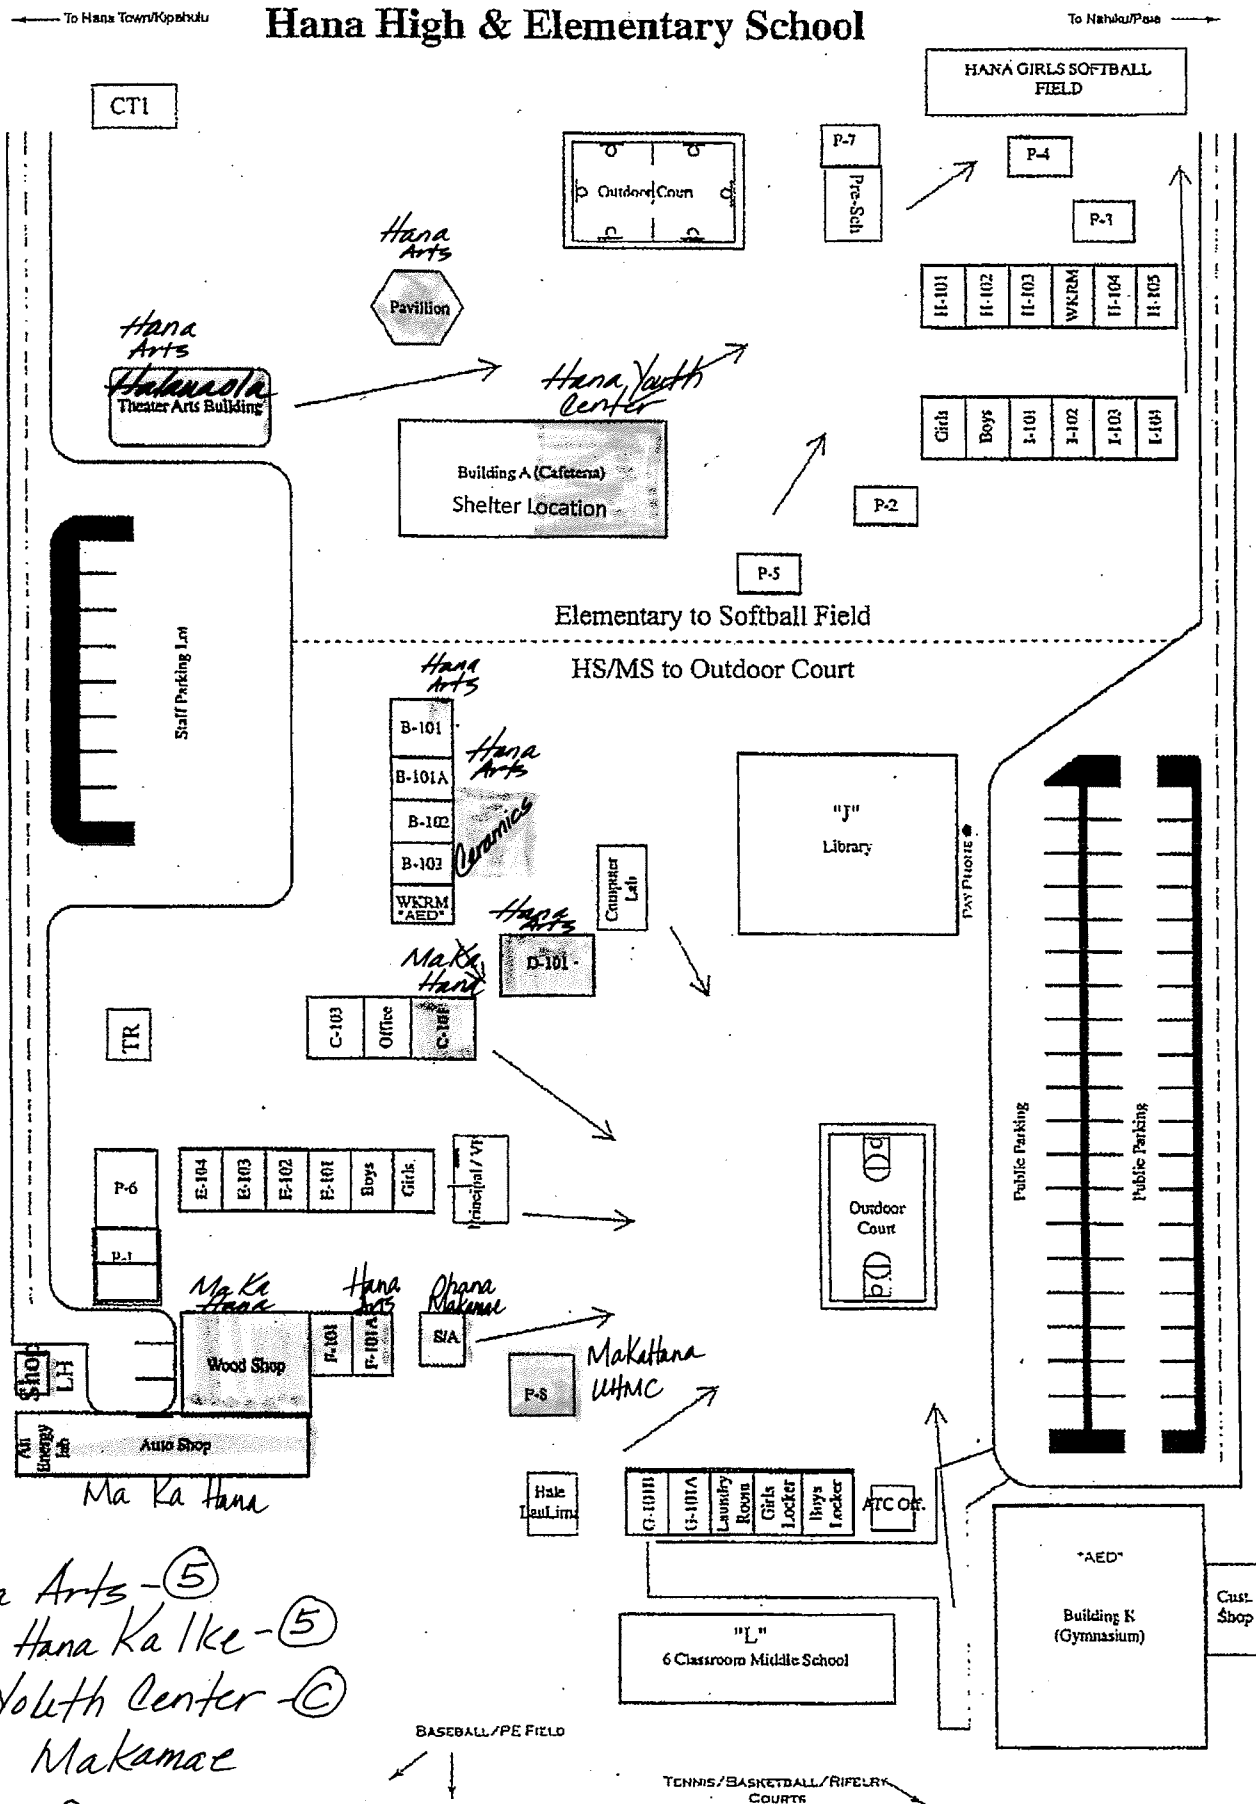 To Hana Town/Kipahulu
Hana High & Elementary School
To Nahiku/Paia
HANA GIRLS SOFTBALL
FIELD
CT1
P-7
Pre-Sch
P-4
P-3
Outdoor Court
Hana
Arts
Pavillion
H-101
H-102
H-103
WKRM
H-104
H-105
Hana
Arts
Theater Arts Building
Hana Youth
Center
Building A (Cafeteria)
Shelter Location
Girls
Boys
I-101
I-102
I-103
I-104
P-2
P-5
Elementary to Softball Field
HS/MS to Outdoor Court
Staff Parking Lot
Hana
Arts
B-101
B-101A
B-102
B-103
WKRM
"AED"
Hana
Arts
Ceramics
Computer
Lab
"J"
Library
PAY PHONE
Hana
Arts
D-101
Ma Ka
Hana
C-103
Office
C-101
TR
P-6
P-1
E-104
E-103
E-102
E-101
Boys
Girls
Principal / VP
Outdoor
Court
Public Parking
Public Parking
Ma Ka
Hana
Wood Shop
Hana
Arts
F-101
F-101A
Ohana
Makamae
S/A
P-8
MaKaHana
UHMC
Shop
LH
Energy
lab
Auto Shop
Ma Ka Hana
Hale
LauLima
G-101B
G-101A
Laundry
Room
Girls
Locker
Boys
Locker
ATC Off.
"AED"
Building K
(Gymnasium)
Cust.
Shop
"L"
6 Classroom Middle School
Arts - 5
Hana Ka Ike - 5
Youth Center - C
Makamae
BASEBALL/PE FIELD
TENNIS/BASKETBALL/RIFELRY
COURTS